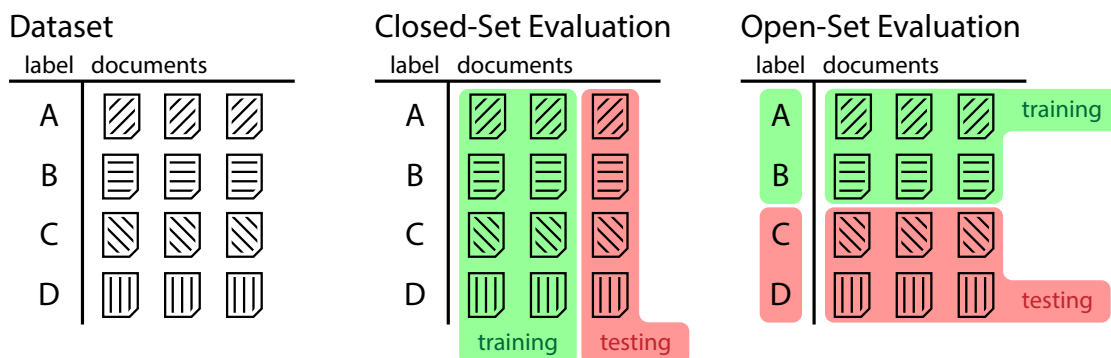 Dataset
label documents
A
B
C
D
Closed-Set Evaluation
label documents
A
B
C
D
training testing
Open-Set Evaluation
label documents
A training
B
C
D testing